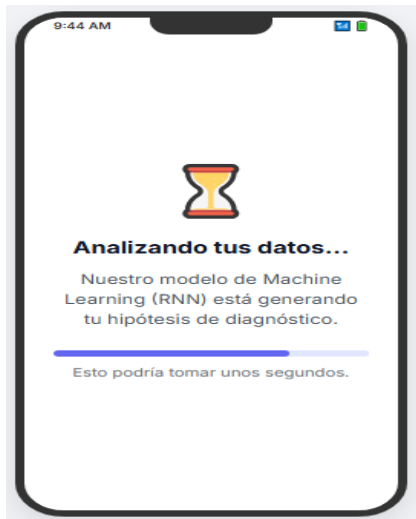 9:44 AM
Analizando tus datos...
Nuestro modelo de Machine
Learning (RNN) está generando
tu hipótesis de diagnóstico.
Esto podría tomar unos segundos.